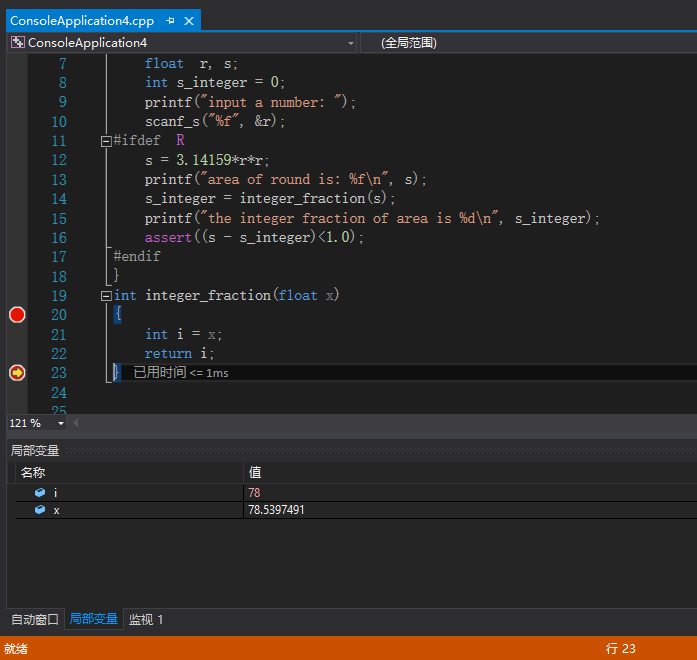 ConsoleApplication4.cpp
ConsoleApplication4 (全局范围)
7 float r, s;
8 int s_integer = 0;
9 printf("input a number: ");
10 scanf_s("%f", &r);
11 #ifdef R
12 s = 3.14159*r*r;
13 printf("area of round is: %f\n", s);
14 s_integer = integer_fraction(s);
15 printf("the integer fraction of area is %d\n", s_integer);
16 assert((s - s_integer)<1.0);
17 #endif
18 }
19 int integer_fraction(float x)
20 {
21 int i = x;
22 return i;
23 } 已用时间 <= 1ms
24
25
121 %
局部变量
名称 值
i 78
x 78.5397491
自动窗口 局部变量 监视 1
就绪 行 23